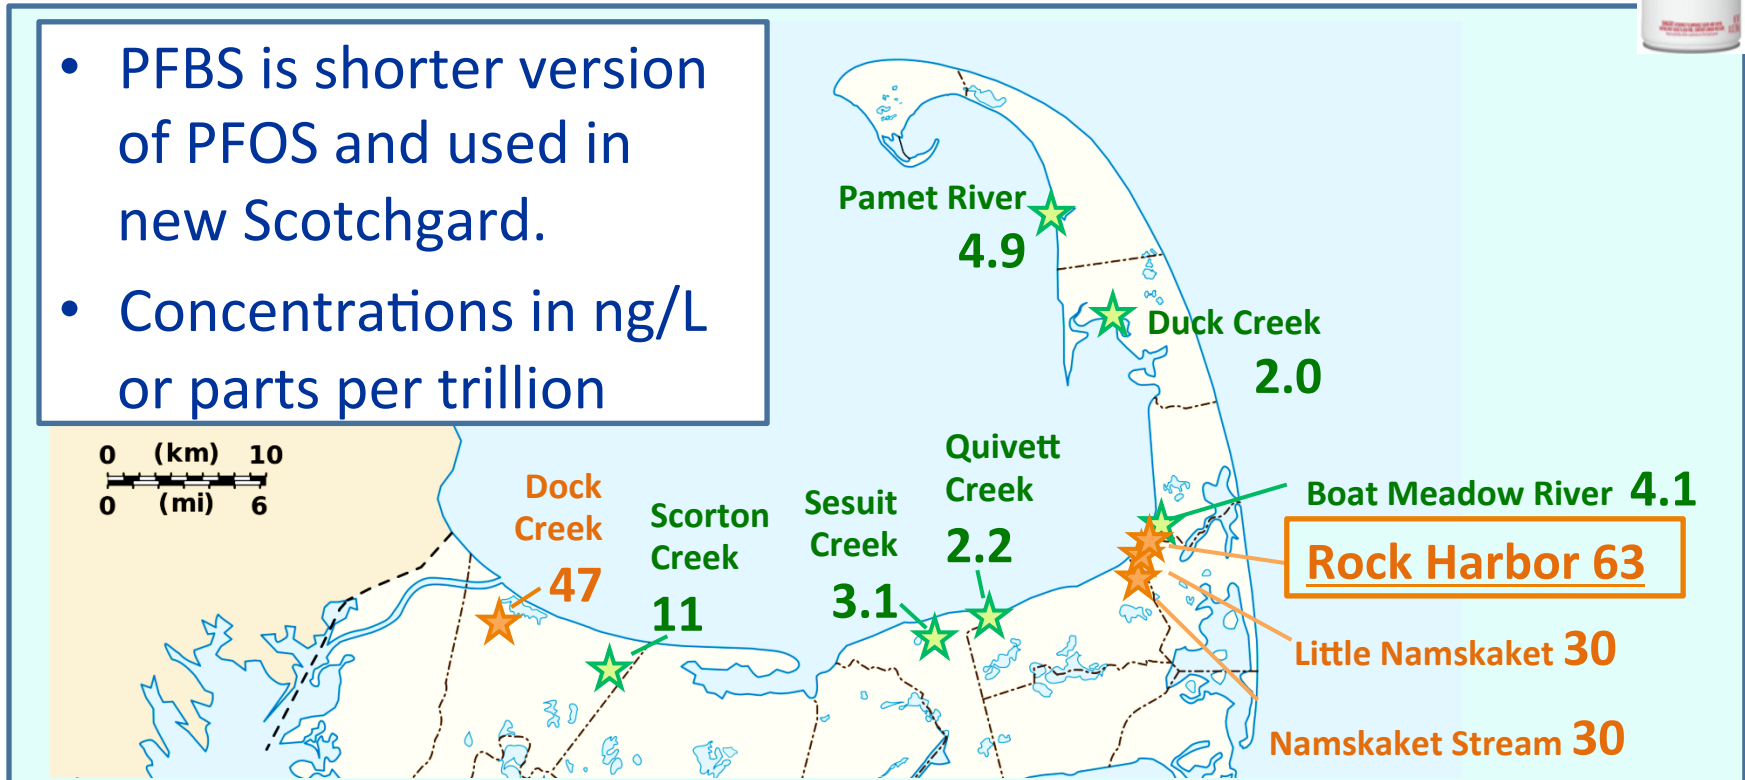 • PFBS is shorter version
of PFOS and used in
new Scotchgard.
• Concentrations in ng/L
or parts per trillion
Pamet River
4.9
Duck Creek
2.0
0 (km) 10
0 (mi) 6
Dock
Creek
47
Scorton
Creek
11
Sesuit
Creek
3.1
Quivett
Creek
2.2
Boat Meadow River 4.1
Rock Harbor 63
Little Namskaket 30
Namskaket Stream 30